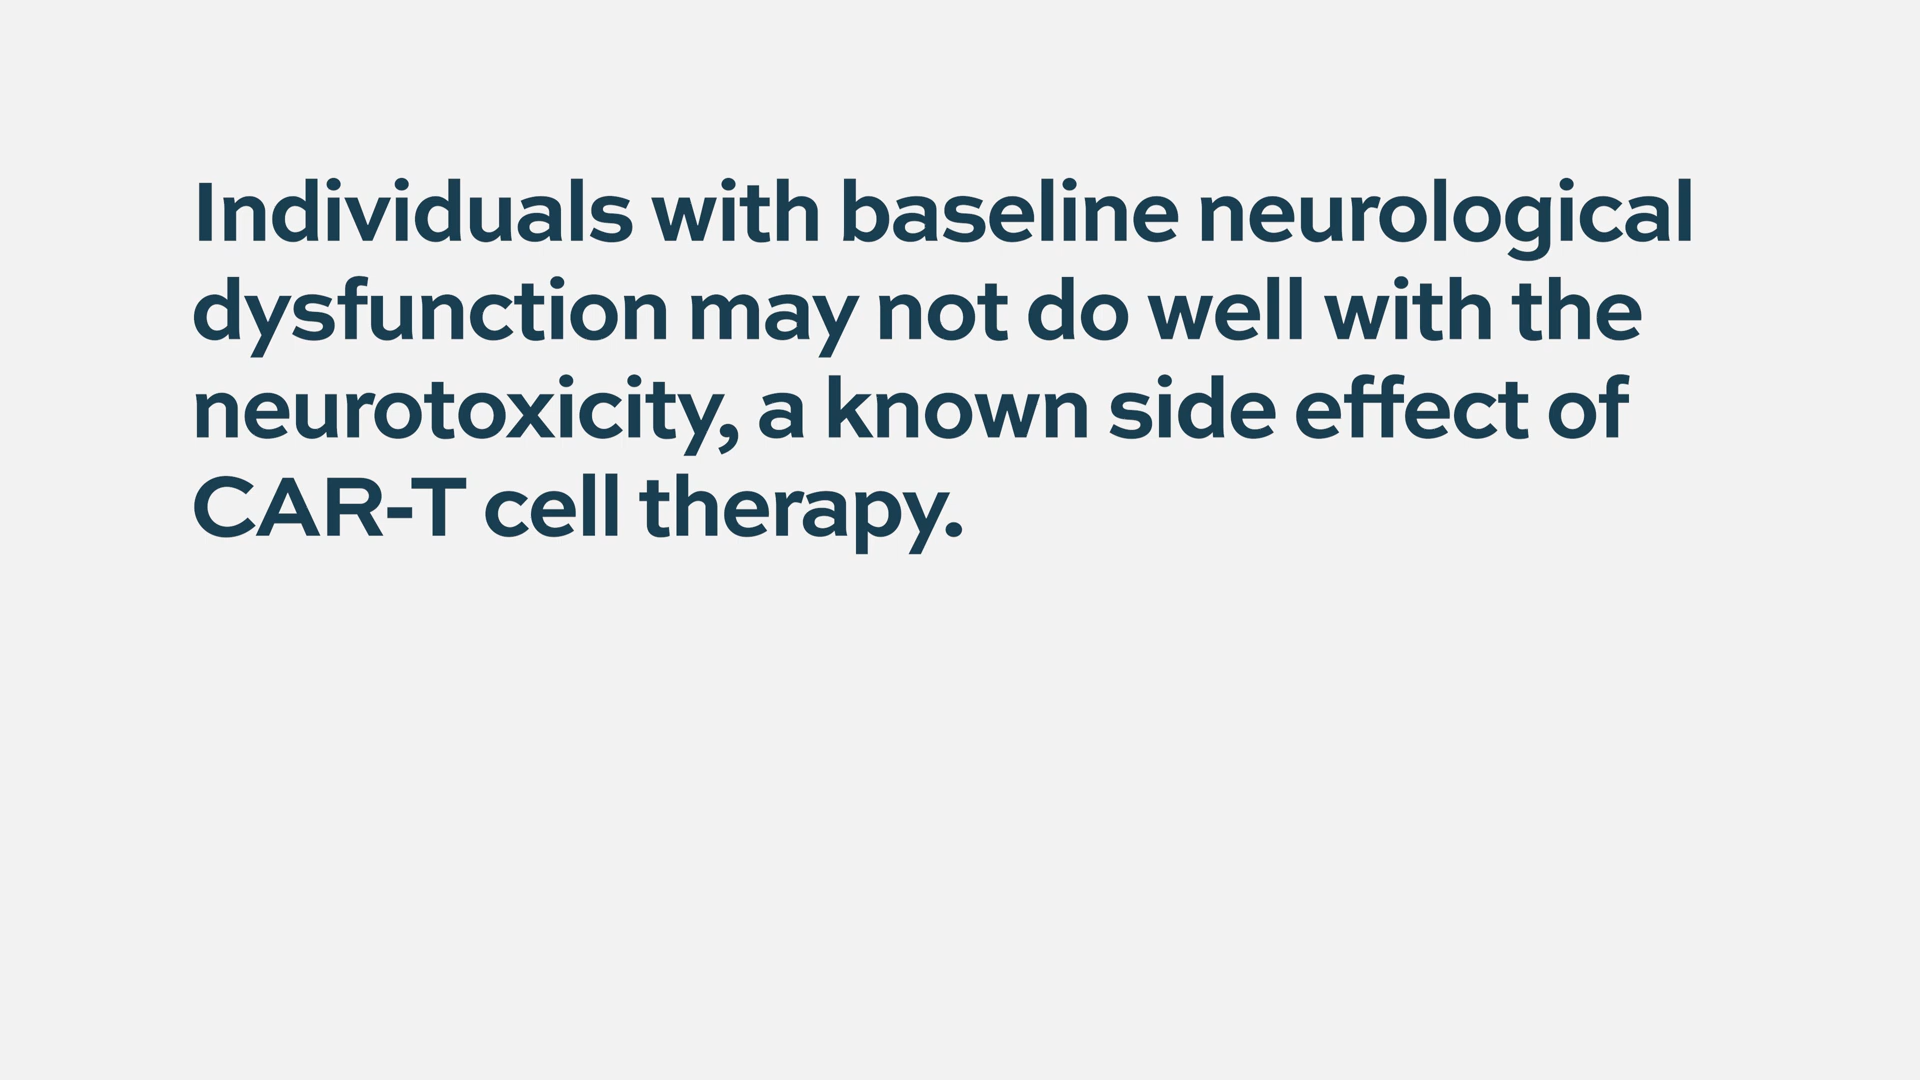 Individuals with baseline neurological
dysfunction may not do well with the
neurotoxicity, a known side effect of
CAR-T cell therapy.